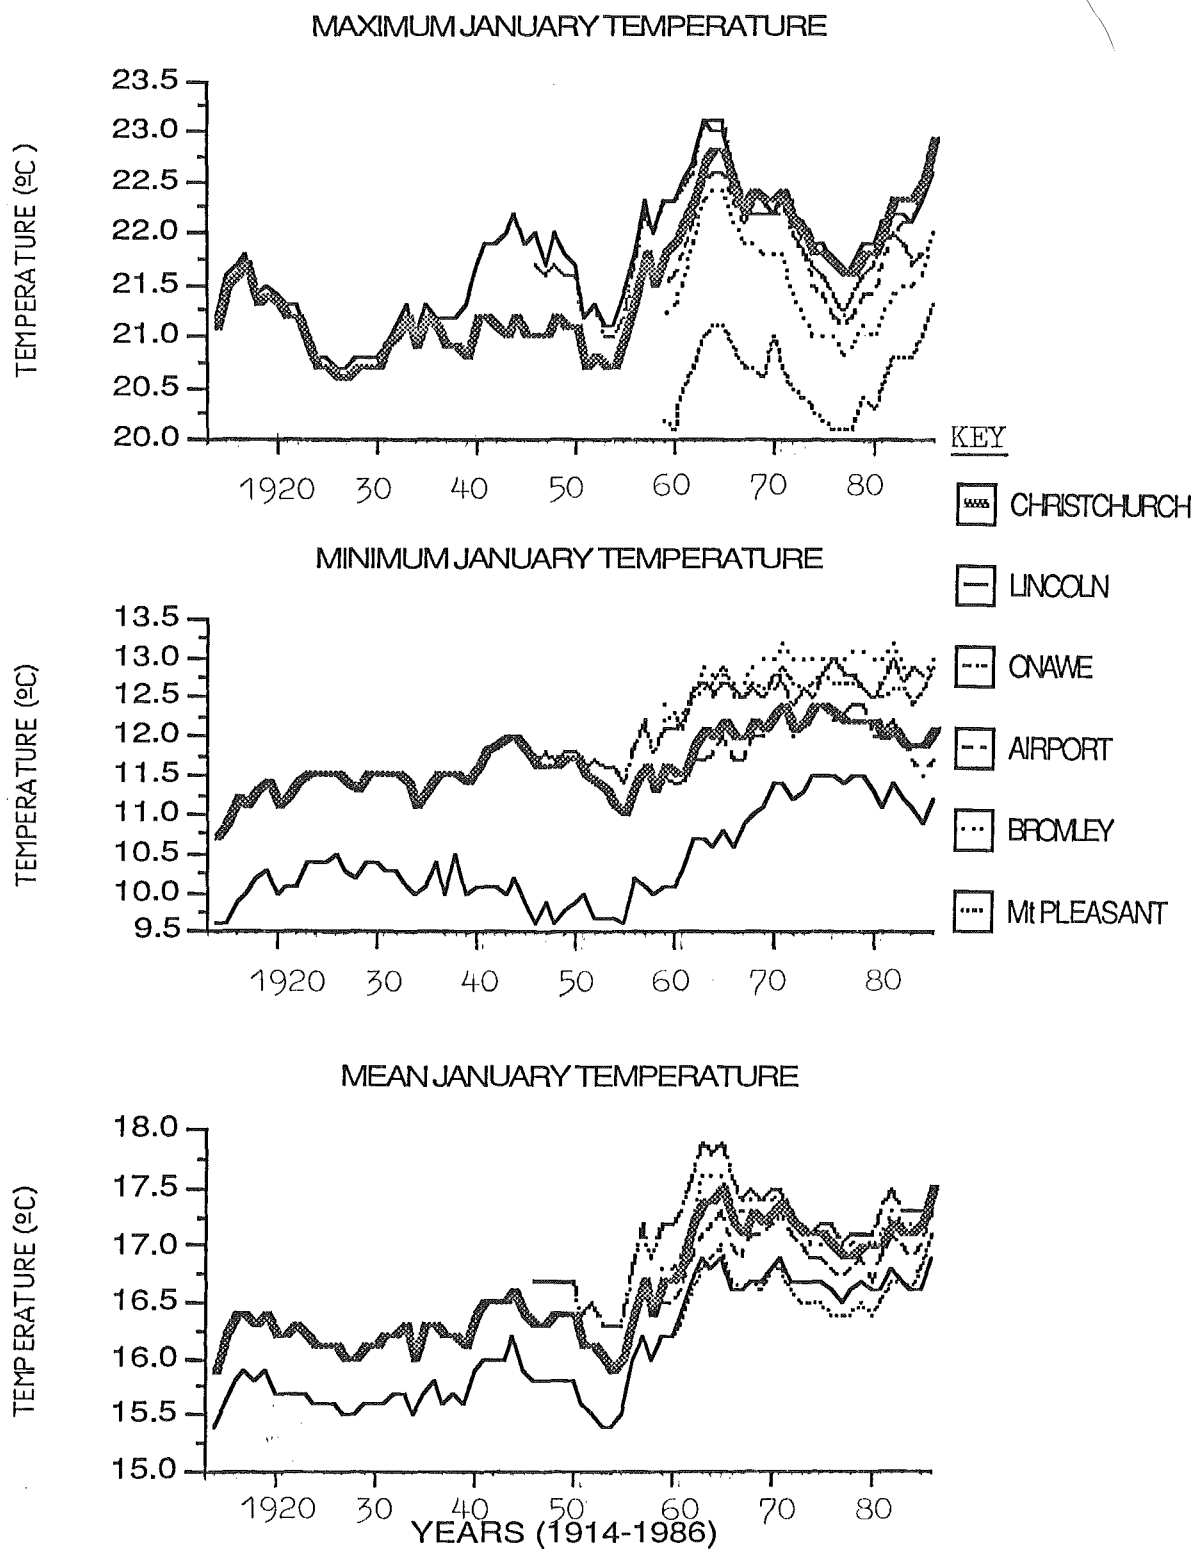 MAXIMUM JANUARY TEMPERATURE
TEMPERATURE (ºC)
23.5
23.0
22.5
22.0
21.5
21.0
20.5
20.0
1920 30 40 50 60 70 80
KEY
CHRISTCHURCH
LINCOLN
ONAWE
AIRPORT
BROMLEY
Mt PLEASANT
MINIMUM JANUARY TEMPERATURE
TEMPERATURE (ºC)
13.5
13.0
12.5
12.0
11.5
11.0
10.5
10.0
9.5
1920 30 40 50 60 70 80
MEAN JANUARY TEMPERATURE
TEMPERATURE (ºC)
18.0
17.5
17.0
16.5
16.0
15.5
15.0
1920 30 40 50 60 70 80
YEARS (1914-1986)